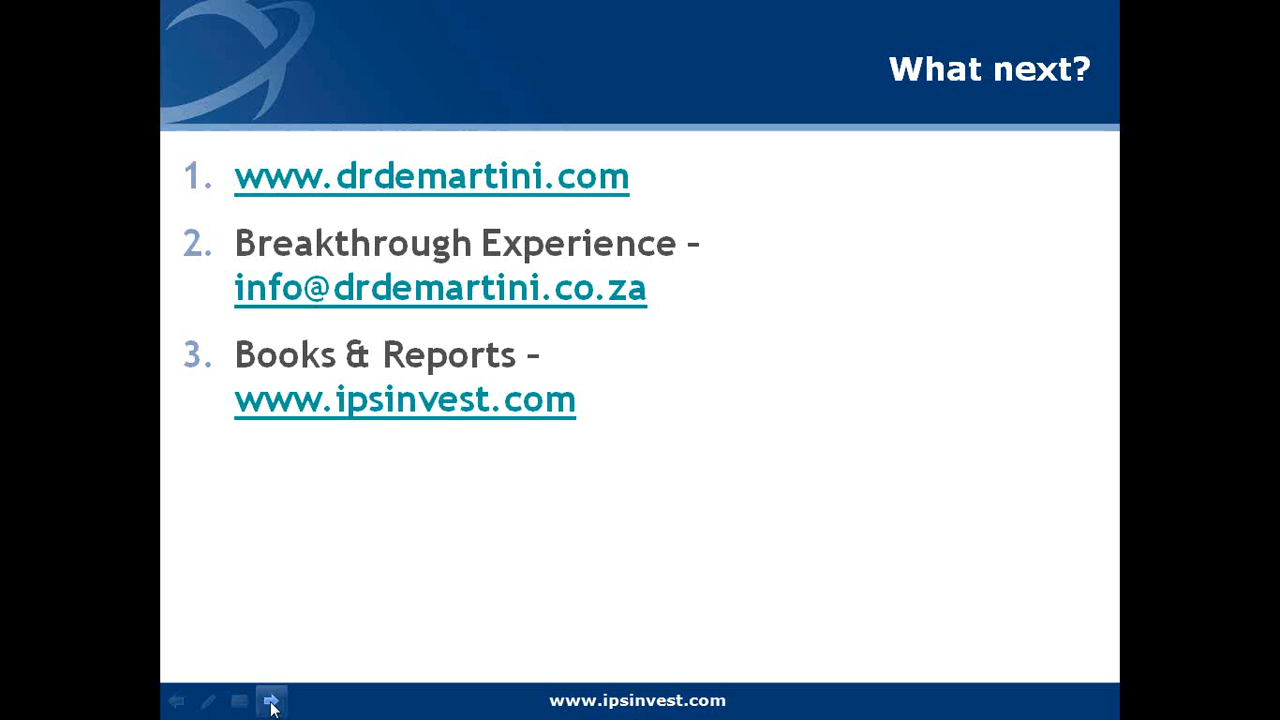 What next?
1. www.drdemartini.com
2. Breakthrough Experience –
info@drdemartini.co.za
3. Books & Reports –
www.ipsinvest.com
www.ipsinvest.com